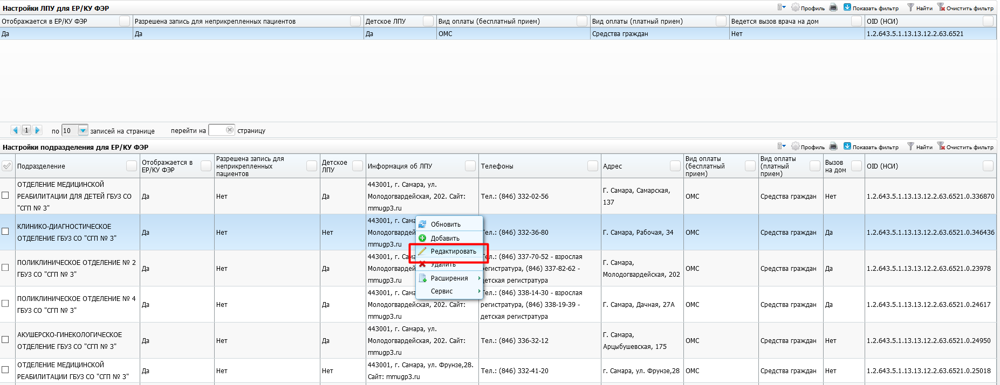 Настройки ЛПУ для ЕР/КУ ФЭР
Профиль Показать фильтр Найти Очистить фильтр
Отображается в ЕР/КУ ФЭР Разрешена запись для неприкрепленных пациентов Детское ЛПУ Вид оплаты (бесплатный прием) Вид оплаты (платный прием) Ведется вызов врача на дом OID (НСИ)
Да Да Да ОМС Средства граждан Нет 1.2.643.5.1.13.13.12.2.63.6521
1 по 10 записей на странице перейти на страницу
Настройки подразделения для ЕР/КУ ФЭР
Профиль Показать фильтр Найти Очистить фильтр
Подразделение
Отображается в
ЕР/КУ ФЭР
Разрешена запись для
неприкрепленных
пациентов
Детское
ЛПУ
Информация об ЛПУ
Телефоны
Адрес
Вид оплаты
(бесплатный
прием)
Вид оплаты
(платный
прием)
Вызов
на дом
OID (НСИ)
ОТДЕЛЕНИЕ МЕДИЦИНСКОЙ
РЕАБИЛИТАЦИИ ДЛЯ ДЕТЕЙ ГБУЗ СО
"СГП № 3"
Да
Нет
Да
443001, г. Самара, ул.
Молодогвардейская, 202. Сайт:
mmugp3.ru
Тел.: (846) 332-02-56
Г. Самара, Самарская,
137
ОМС
Средства граждан
Нет
1.2.643.5.1.13.13.12.2.63.6521.0.336870
КЛИНИКО-ДИАГНОСТИЧЕСКОЕ
ОТДЕЛЕНИЕ ГБУЗ СО "СГП № 3"
Да
Нет
Нет
443001, г. Сама
Молодогвардей
mmugp3.ru
Тел.: (846) 332-36-80
Г. Самара, Рабочая, 34
ОМС
Средства граждан
Да
1.2.643.5.1.13.13.12.2.63.6521.0.346436
Обновить
Добавить
Редактировать
Удалить
Расширения
Сервис
ПОЛИКЛИНИЧЕСКОЕ ОТДЕЛЕНИЕ № 2
ГБУЗ СО "СГП № 3"
Да
Нет
443001, г. Сама
Молодогвардей
mmugp3.ru
Тел.: (846) 337-70-52 - взрослая
регистратура, (846) 337-82-62 -
детская регистратура
Г. Самара,
Молодогвардейская, 202
ОМС
Средства граждан
Да
1.2.643.5.1.13.13.12.2.63.6521.0.23978
Да
ПОЛИКЛИНИЧЕСКОЕ ОТДЕЛЕНИЕ № 4
ГБУЗ СО "СГП № 3"
Да
Нет
Да
443001, г. Сама
Молодогвардейская, 202. Сайт:
mmugp3.ru
Тел.: (846) 338-14-30 - взрослая
регистратура, (846) 338-19-39 -
детская регистратура
Г. Самара, Дачная, 27А
ОМС
Средства граждан
Да
1.2.643.5.1.13.13.12.2.63.6521.0.24617
АКУШЕРСКО-ГИНЕКОЛОГИЧЕСКОЕ
ОТДЕЛЕНИЕ ГБУЗ СО "СГП № 3"
Да
Нет
Да
443001, г. Самара, ул.
Молодогвардейская, 202. Сайт:
mmugp3.ru
Тел.: (846) 336-32-12
Г. Самара,
Арцыбушевская, 175
ОМС
Средства граждан
Нет
1.2.643.5.1.13.13.12.2.63.6521.0.24950
ОТДЕЛЕНИЕ МЕДИЦИНСКОЙ
РЕАБИЛИТАЦИИ ГБУЗ СО "СГП № 3"
Да
Нет
Нет
443001, г. Самара, ул. Фрунзе,28.
Сайт: mmugp3.ru
Тел.: (846) 332-41-20
г. Самара, ул. Фрунзе,28
ОМС
Средства граждан
Нет
1.2.643.5.1.13.13.12.2.63.6521.0.25018